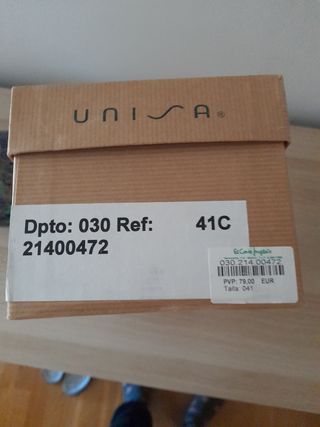 UNISA®
Dpto: 030 Ref: 41C
21400472
El Corte Inglés
030 214 00472
PVP: 79,00 EUR
Talla: 041